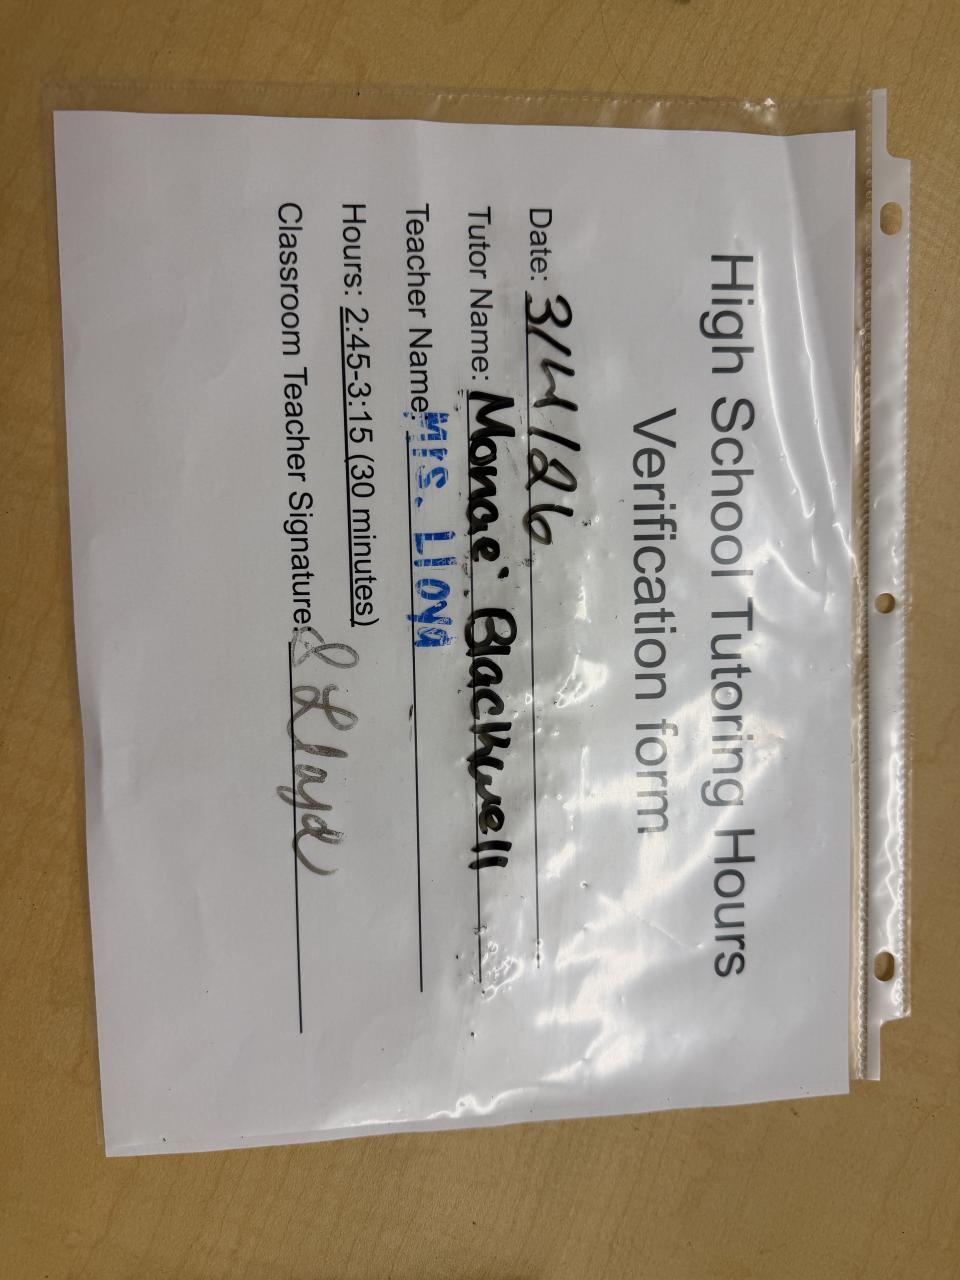 High School Tutoring Hours
Verification form
Date: 3/4/26
Tutor Name: Monae' Blackwell
Teacher Name: Mrs. Lloyd
Hours: 2:45-3:15 (30 minutes)
Classroom Teacher Signature: L Lloyd